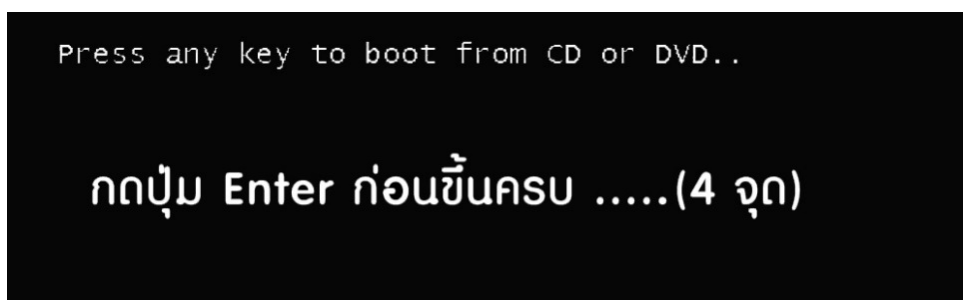 Press any key to boot from CD or DVD..
กดปุ่ม Enter ก่อนขึ้นครบ .....(4 จุด)